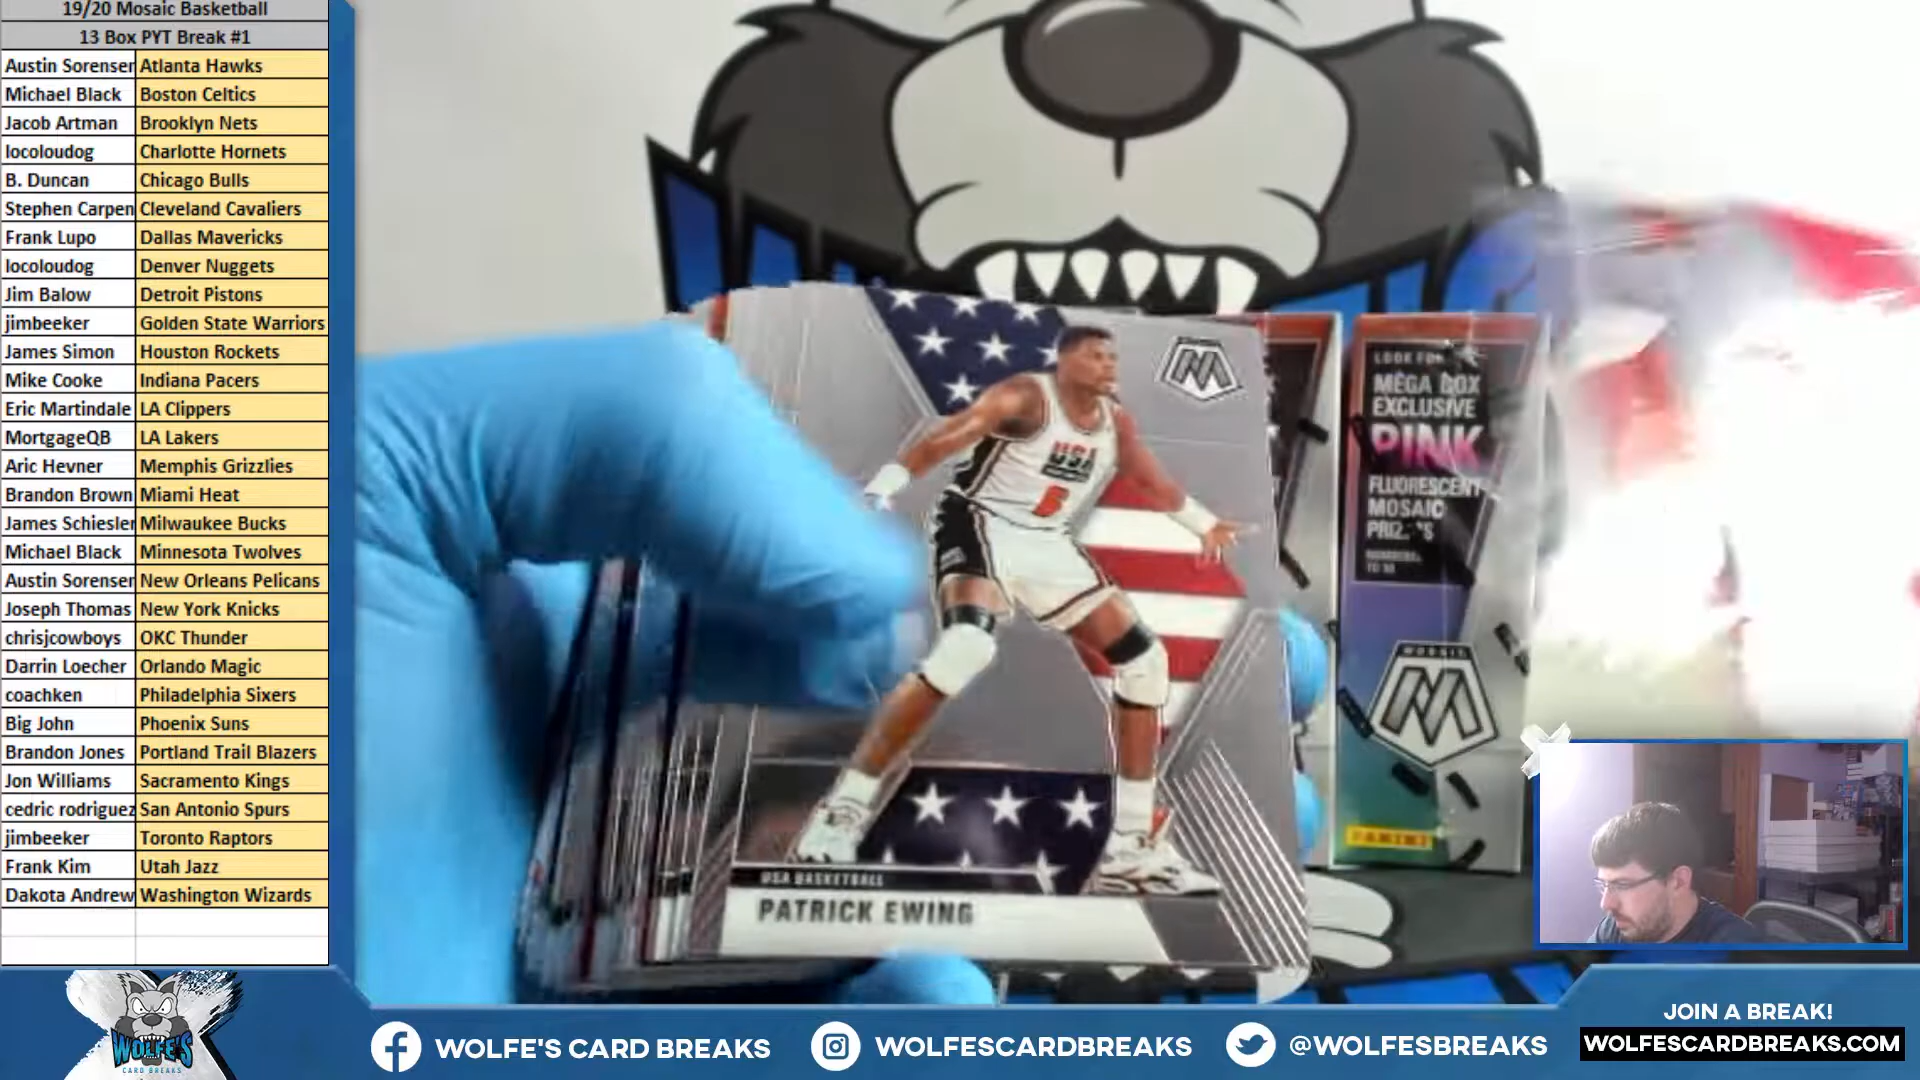 19/20 Mosaic Basketball
13 Box PYT Break #1
Austin Sorenser Atlanta Hawks
Michael Black Boston Celtics
Jacob Artman Brooklyn Nets
locoloudog Charlotte Hornets
B. Duncan Chicago Bulls
Stephen Carpen Cleveland Cavaliers
Frank Lupo Dallas Mavericks
locoloudog Denver Nuggets
Jim Balow Detroit Pistons
jimbeeker Golden State Warriors
James Simon Houston Rockets
Mike Cooke Indiana Pacers
Eric Martindale LA Clippers
MortgageQB LA Lakers
Aric Hevner Memphis Grizzlies
Brandon Brown Miami Heat
James Schiesler Milwaukee Bucks
Michael Black Minnesota Twolves
Austin Sorenser New Orleans Pelicans
Joseph Thomas New York Knicks
chrisjcowboys OKC Thunder
Darrin Loecher Orlando Magic
coachken Philadelphia Sixers
Big John Phoenix Suns
Brandon Jones Portland Trail Blazers
Jon Williams Sacramento Kings
cedric rodriguez San Antonio Spurs
jimbeeker Toronto Raptors
Frank Kim Utah Jazz
Dakota Andrew Washington Wizards
USA
USA BASKETBALL
PATRICK EWING
LOOK FOR
MEGA BOX
EXCLUSIVE
PINK
FLUORESCENT
MOSAIC
MOSAIC
PANINI
WOLFE'S
CARD BREAKS
WOLFE'S CARD BREAKS
WOLFESCARDBREAKS
@WOLFESBREAKS
JOIN A BREAK!
WOLFESCARDBREAKS.COM